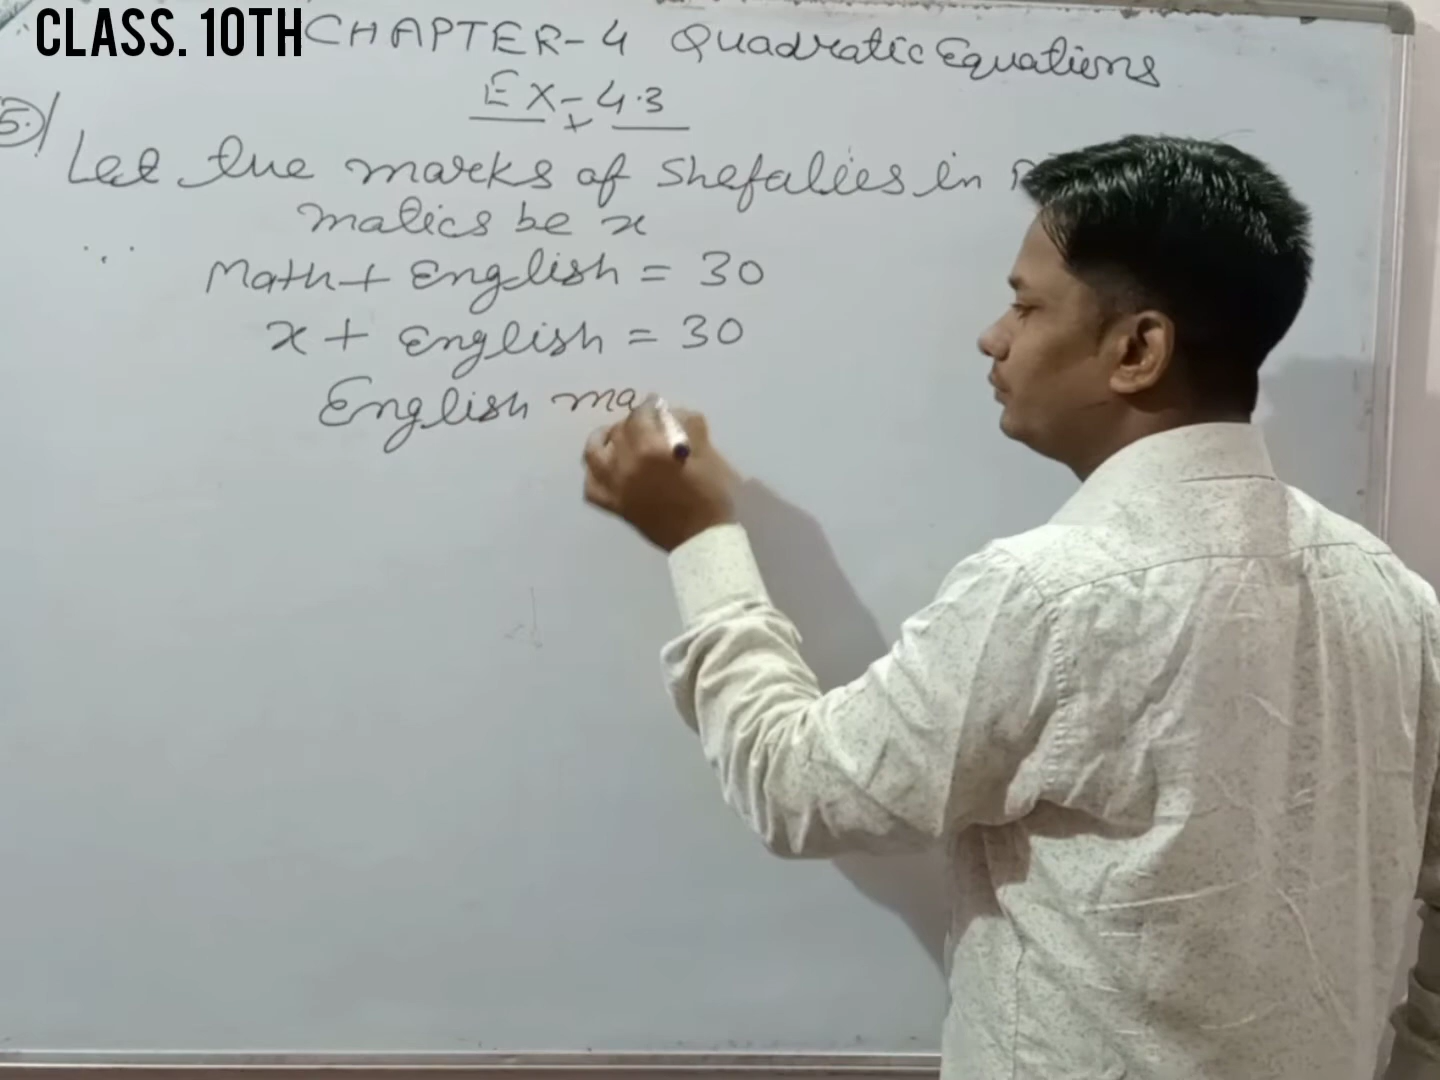 CLASS. 10TH CHAPTER-4 Quadratic Equations
EX-4.3
5.
Let the marks of Shefalies in
matics be x
Math + English = 30
x + English = 30
English ma